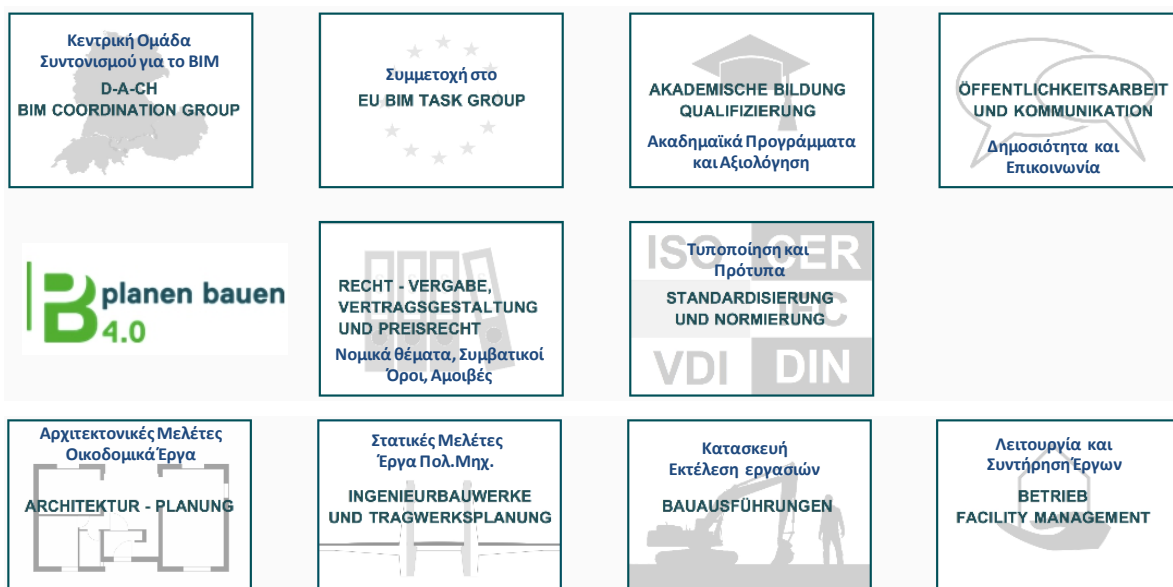 Κεντρική Ομάδα
Συντονισμού για το BIM
D-A-CH
BIM COORDINATION GROUP
Συμμετοχή στο
EU BIM TASK GROUP
AKADEMISCHE BILDUNG
QUALIFIZIERUNG
Ακαδημαϊκά Προγράμματα
και Αξιολόγηση
ÖFFENTLICHKEITSARBEIT
UND KOMMUNIKATION
Δημοσιότητα και
Επικοινωνία
B planen bauen
4.0
RECHT - VERGABE,
VERTRAGSGESTALTUNG
UND PREISRECHT
Νομικά θέματα, Συμβατικοί
Όροι, Αμοιβές
ISO CER
Τυποποίηση και
Πρότυπα
STANDARDISIERUNG
UND NORMIERUNG
IFC
VDI DIN
Αρχιτεκτονικές Μελέτες
Οικοδομικά Έργα
ARCHITEKTUR - PLANUNG
Στατικές Μελέτες
Έργα Πολ.Μηχ.
INGENIEURBAUWERKE
UND TRAGWERKSPLANUNG
Κατασκευή
Εκτέλεση εργασιών
BAUAUSFÜHRUNGEN
Λειτουργία και
Συντήρηση Έργων
BETRIEB
FACILITY MANAGEMENT